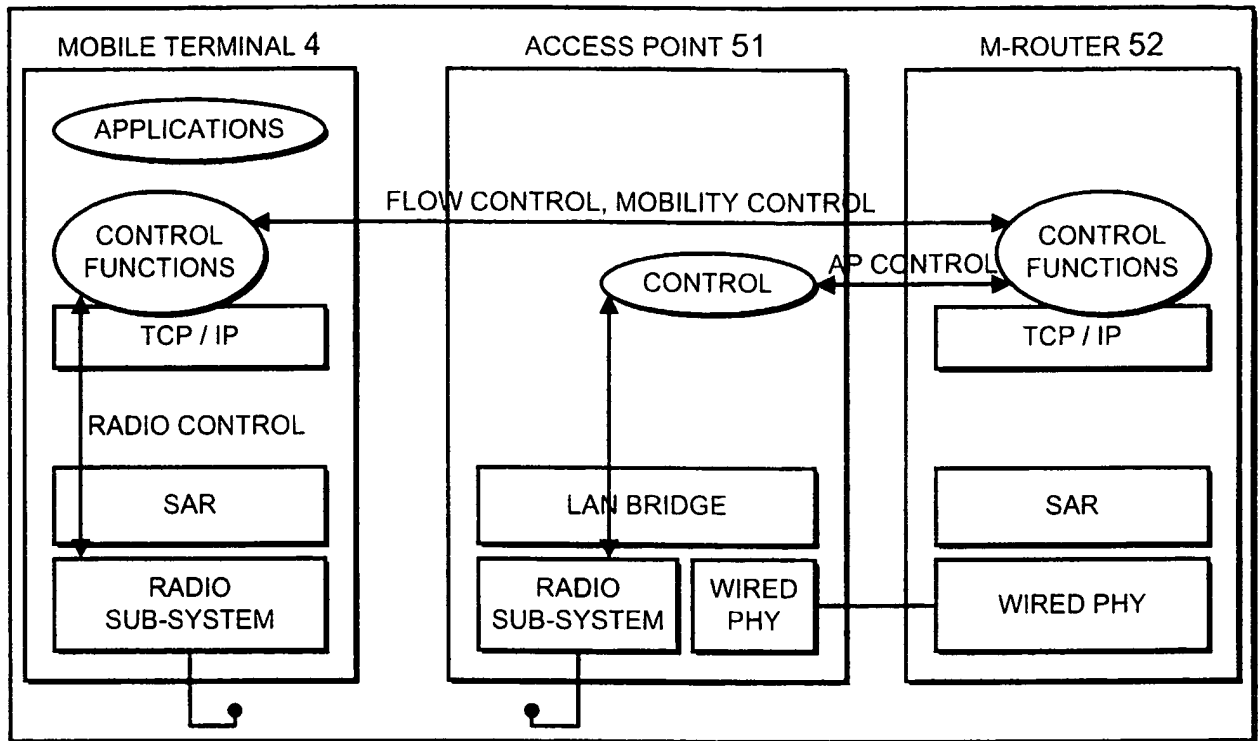 MOBILE TERMINAL 4
ACCESS POINT 51
M-ROUTER 52
APPLICATIONS
FLOW CONTROL, MOBILITY CONTROL
CONTROL
FUNCTIONS
CONTROL
AP CONTROL
CONTROL
FUNCTIONS
TCP / IP
TCP / IP
RADIO CONTROL
SAR
LAN BRIDGE
SAR
RADIO
SUB-SYSTEM
RADIO
SUB-SYSTEM
WIRED
PHY
WIRED PHY